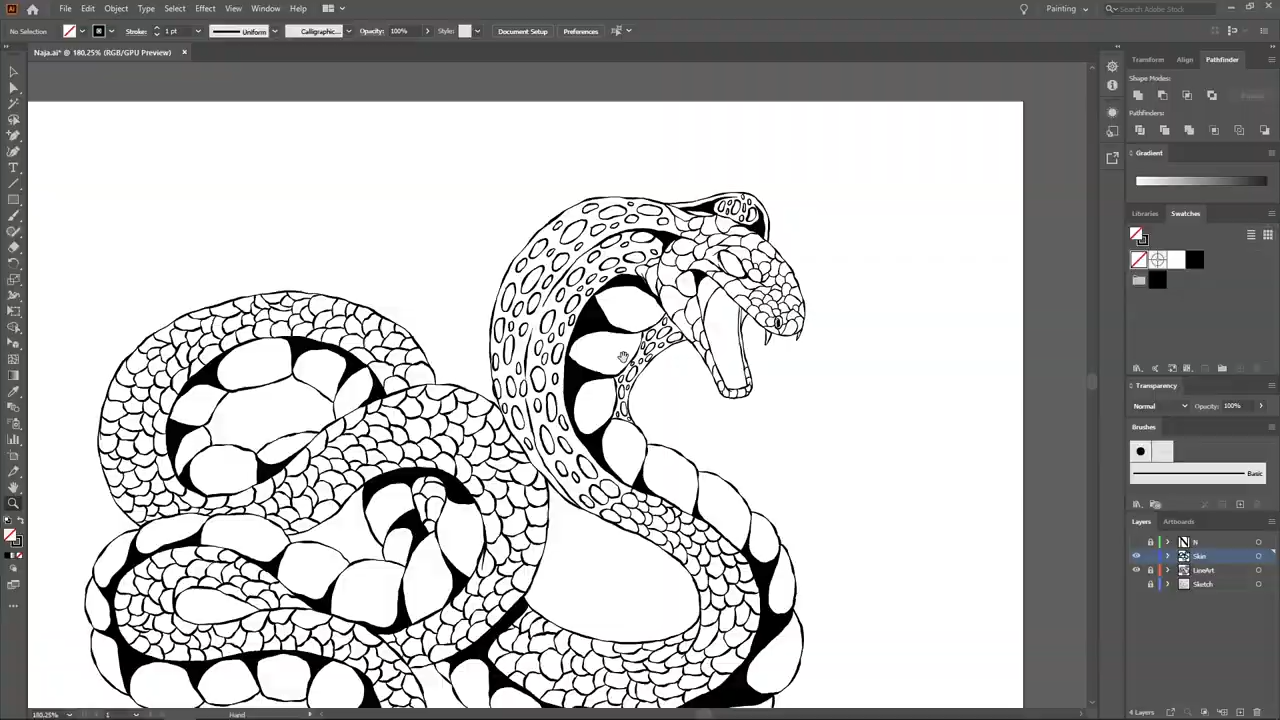 Ai File Edit Object Type Select Effect View Window Help Painting Search Adobe Stock
No Selection Stroke: 1 pt Uniform Calligraphic... Opacity: 100% Style: Document Setup Preferences
Naja.ai* @ 180,25% (RGB/GPU Preview)
Transform Align Pathfinder
Shape Modes:
Pathfinders:
Gradient
Libraries Swatches
Transparency
Normal Opacity: 100%
Brushes
Basic
Layers Artboards
N
Skin
LineArt
Sketch
180,25% 1 Hand 4 Layers